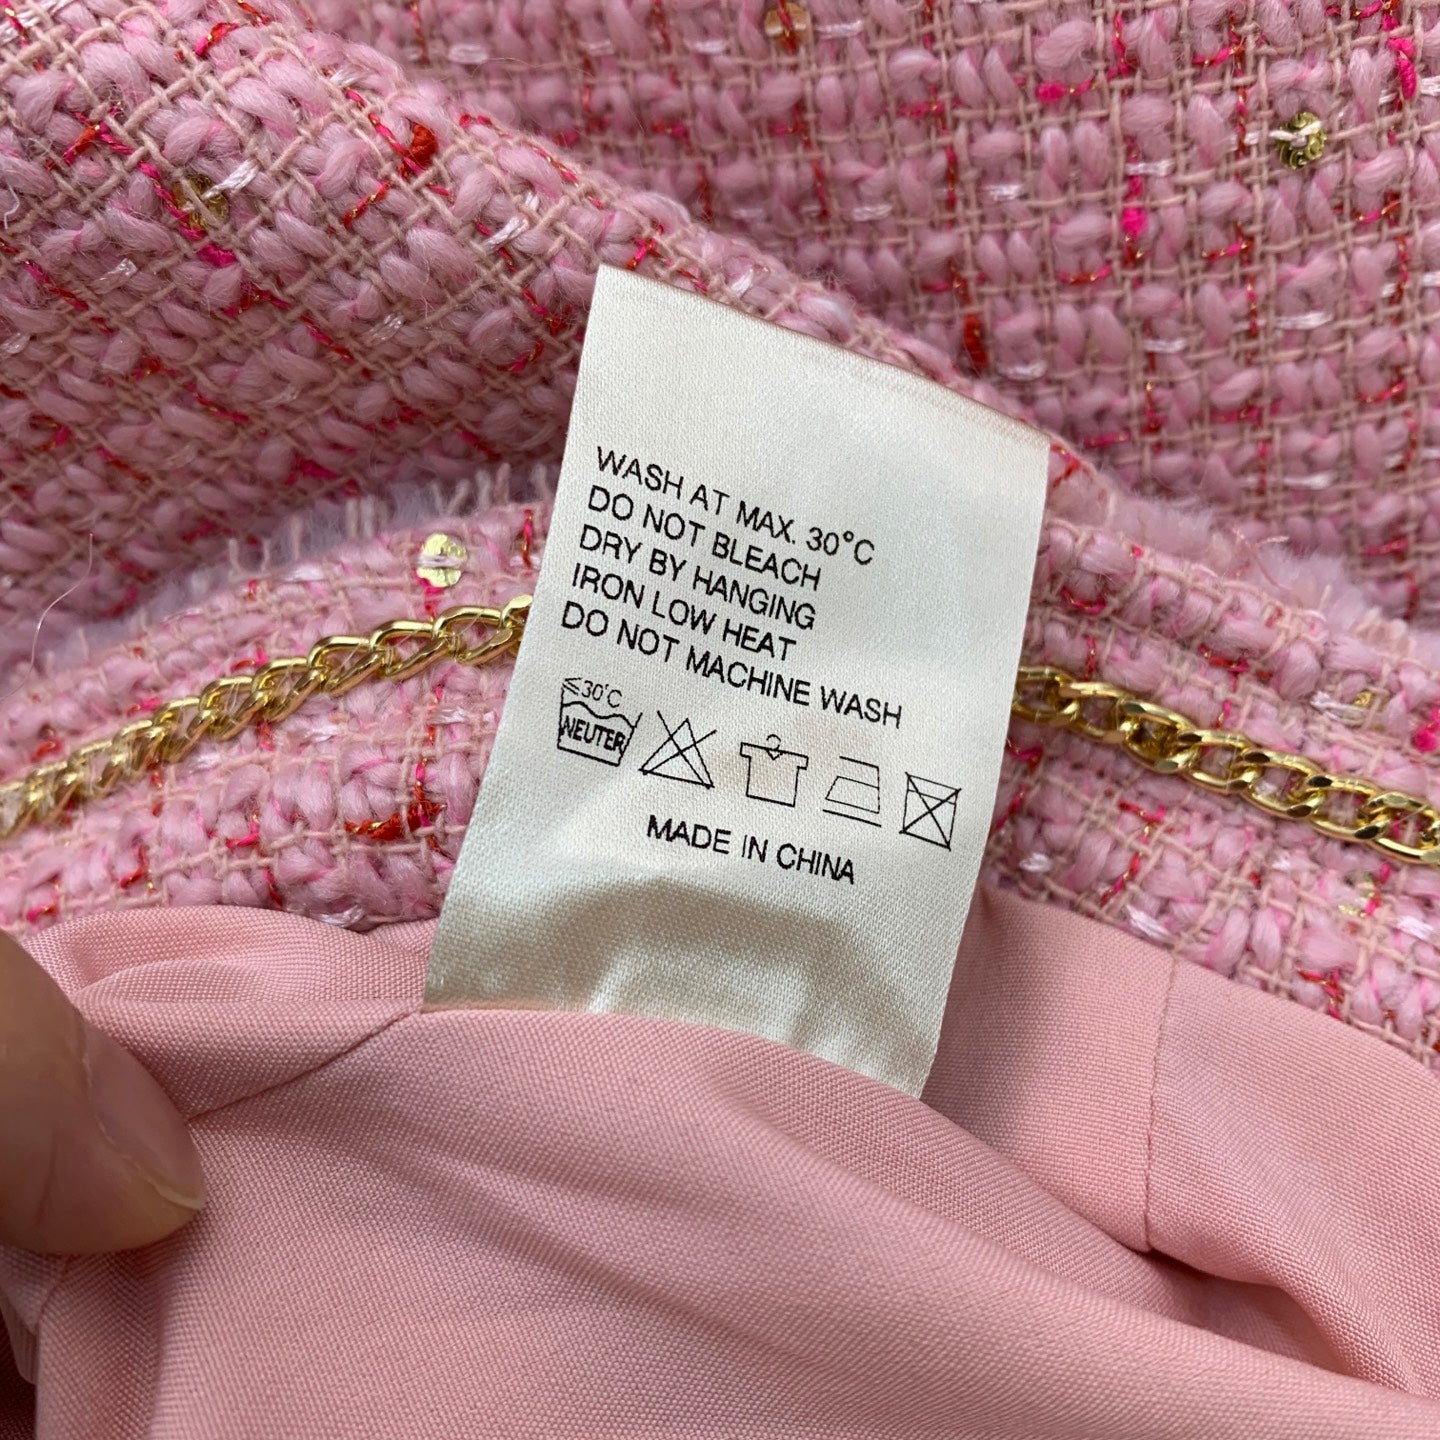 WASH AT MAX. 30°C
DO NOT BLEACH
DRY BY HANGING
IRON LOW HEAT
DO NOT MACHINE WASH
≤30°C
NEUTER
MADE IN CHINA